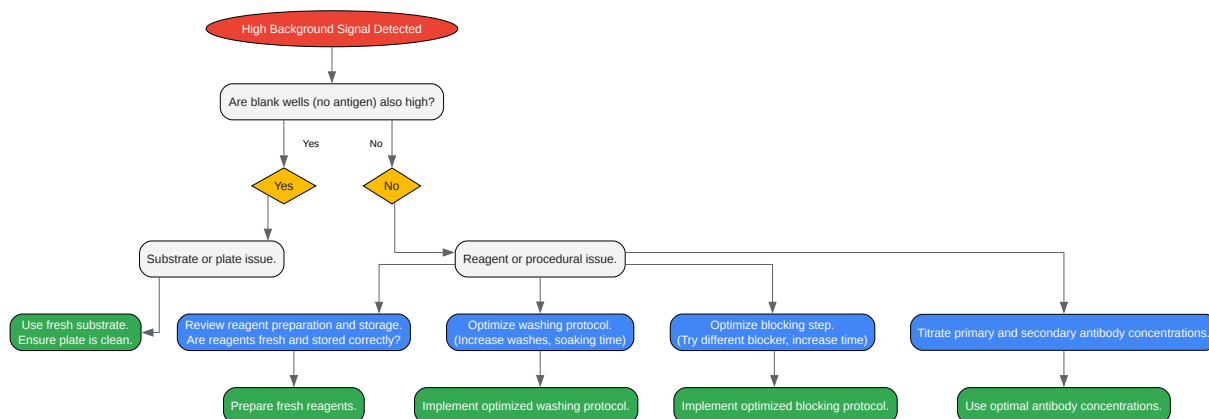 High Background Signal Detected
Are blank wells (no antigen) also high?
Yes
No
Yes
No
Substrate or plate issue.
Reagent or procedural issue.
Use fresh substrate.
Ensure plate is clean.
Review reagent preparation and storage.
Are reagents fresh and stored correctly?
Optimize washing protocol.
(Increase washes, soaking time)
Optimize blocking step.
(Try different blocker, increase time)
Titrate primary and secondary antibody concentrations.
Prepare fresh reagents.
Implement optimized washing protocol.
Implement optimized blocking protocol.
Use optimal antibody concentrations.